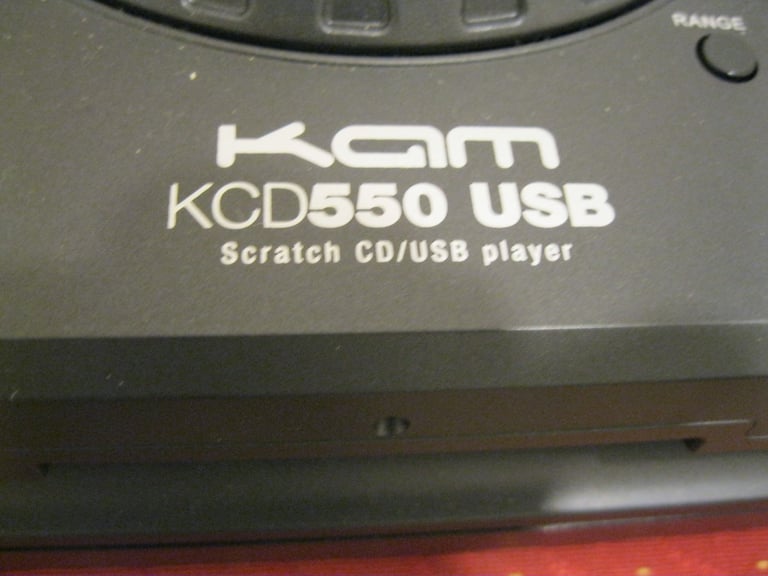 RANGE
KAM
KCD550 USB
Scratch CD/USB player